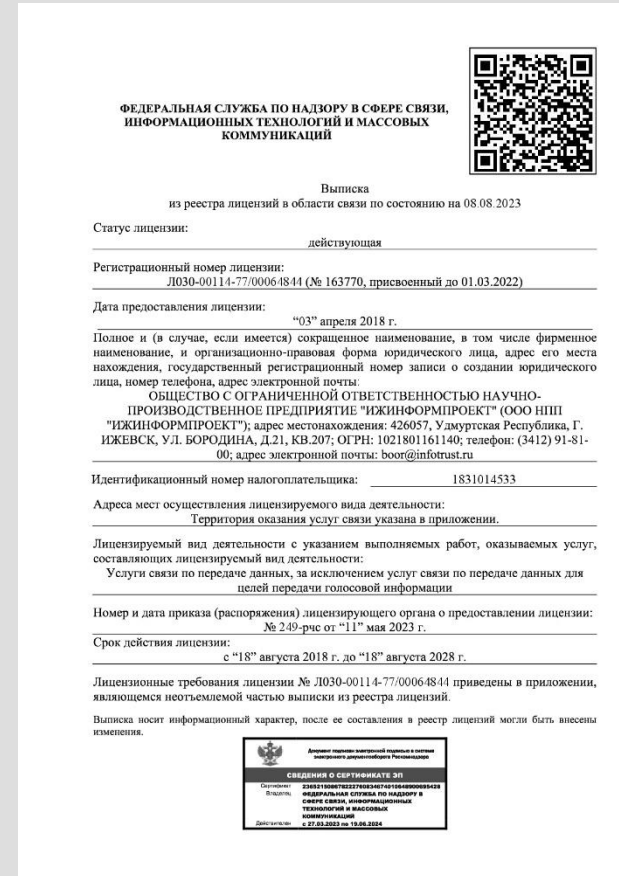 ФЕДЕРАЛЬНАЯ СЛУЖБА ПО НАДЗОРУ В СФЕРЕ СВЯЗИ,
ИНФОРМАЦИОННЫХ ТЕХНОЛОГИЙ И МАССОВЫХ
КОММУНИКАЦИЙ
Выписка
из реестра лицензий в области связи по состоянию на 08.08.2023
Статус лицензии:
действующая
Регистрационный номер лицензии:
Л030-00114-77/00064844 (№ 163770, присвоенный до 01.03.2022)
Дата предоставления лицензии:
“03” апреля 2018 г.
Полное и (в случае, если имеется) сокращенное наименование, в том числе фирменное
наименование, и организационно-правовая форма юридического лица, адрес его места
нахождения, государственный регистрационный номер записи о создании юридического
лица, номер телефона, адрес электронной почты:
ОБЩЕСТВО С ОГРАНИЧЕННОЙ ОТВЕТСТВЕННОСТЬЮ НАУЧНО-
ПРОИЗВОДСТВЕННОЕ ПРЕДПРИЯТИЕ "ИЖИНФОРМПРОЕКТ" (ООО НПП
"ИЖИНФОРМПРОЕКТ"); адрес местонахождения: 426057, Удмуртская Республика, Г.
ИЖЕВСК, УЛ. БОРОДИНА, Д.21, КВ.207; ОГРН: 1021801161140; телефон: (3412) 91-81-
00; адрес электронной почты: boor@infotrust.ru
Идентификационный номер налогоплательщика: 1831014533
Адреса мест осуществления лицензируемого вида деятельности:
Территория оказания услуг связи указана в приложении.
Лицензируемый вид деятельности с указанием выполняемых работ, оказываемых услуг,
составляющих лицензируемый вид деятельности:
Услуги связи по передаче данных, за исключением услуг связи по передаче данных для
целей передачи голосовой информации
Номер и дата приказа (распоряжения) лицензирующего органа о предоставлении лицензии:
№ 249-рчс от “11” мая 2023 г.
Срок действия лицензии:
с “18” августа 2018 г. до “18” августа 2028 г.
Лицензионные требования лицензии № Л030-00114-77/00064844 приведены в приложении,
являющемся неотъемлемой частью выписки из реестра лицензий.
Выписка носит информационный характер, после ее составления в реестр лицензий могли быть внесены
изменения.
Документ подписан электронной подписью в системе
электронного документооборота Роскомнадзора
СВЕДЕНИЯ О СЕРТИФИКАТЕ ЭП
Сертификат
Владелец ФЕДЕРАЛЬНАЯ СЛУЖБА ПО НАДЗОРУ В
СФЕРЕ СВЯЗИ, ИНФОРМАЦИОННЫХ
ТЕХНОЛОГИЙ И МАССОВЫХ
КОММУНИКАЦИЙ
Действителен с 27.03.2023 по 19.06.2024